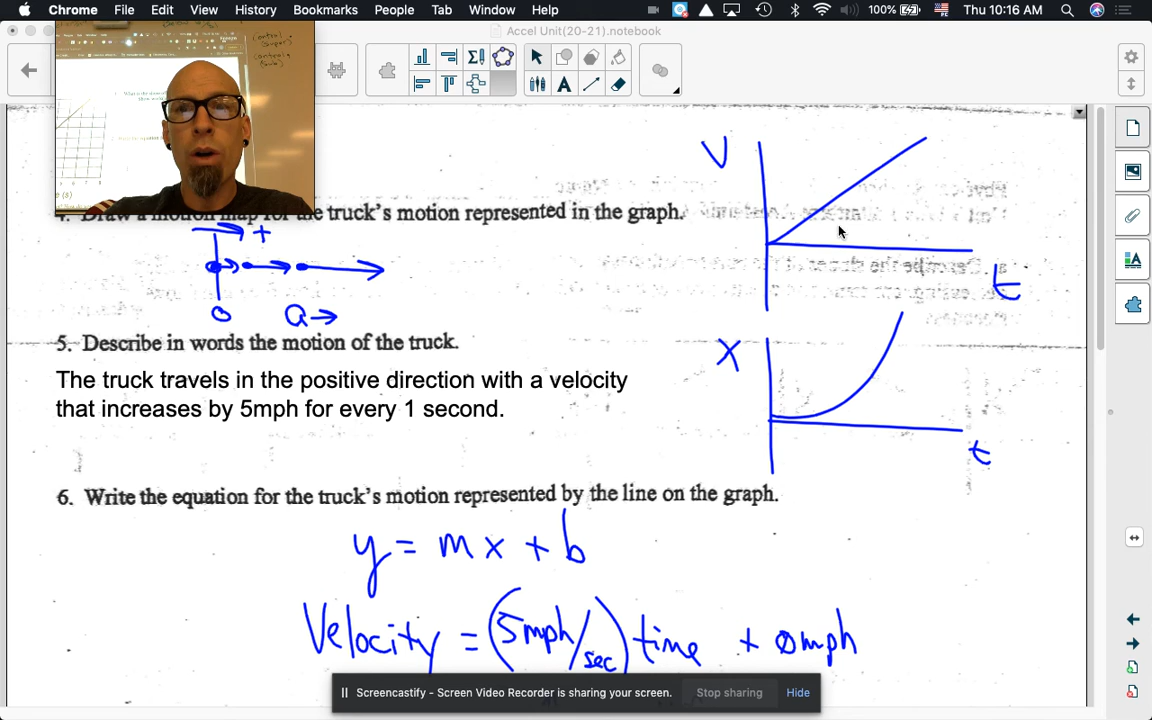 Chrome File Edit View History Bookmarks People Tab Window Help 100% Thu 10:16 AM
Accel Unit(20-21).notebook
V
4. Draw a motion map for the truck's motion represented in the graph.
+
t
0 a
5. Describe in words the motion of the truck.
X
The truck travels in the positive direction with a velocity
that increases by 5mph for every 1 second.
t
6. Write the equation for the truck's motion represented by the line on the graph.
y = mx + b
Velocity = (5mph/sec) time + 0mph
Screencastify - Screen Video Recorder is sharing your screen. Stop sharing Hide